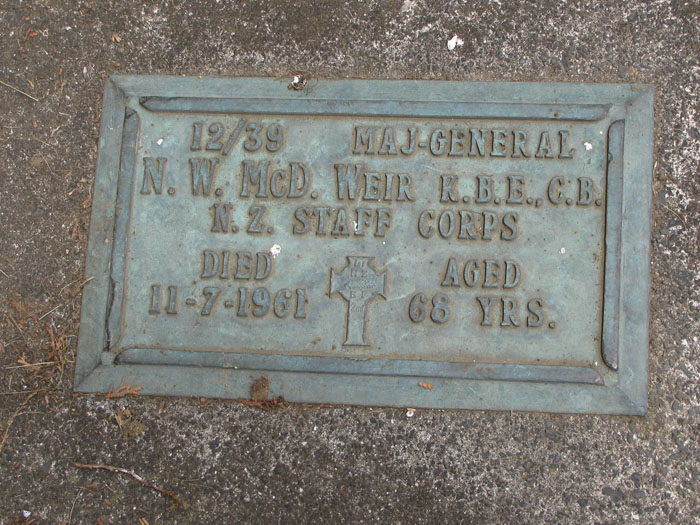 12/39 MAJ-GENERAL
N. W. McD. WEIR K.B.E., C.B.
N.Z. STAFF CORPS
DIED AGED
11-7-1961 68 YRS.